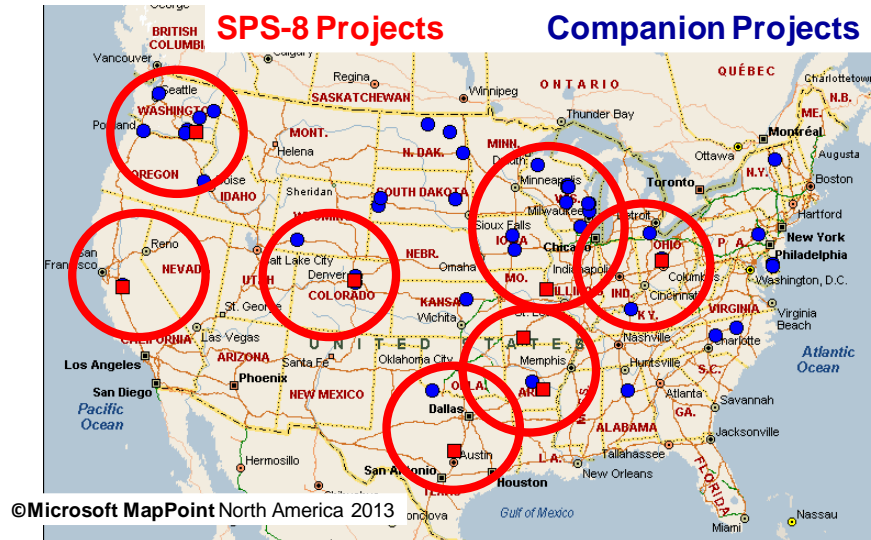 SPS-8 Projects
Companion Projects
BRITISH
COLUMBI
Calgary
Vancouver
Regina
Winnipeg
SASKATCHEWAN
ONTARIO
QUÉBEC
Charlottetown
N.B.
Thunder Bay
ME.
Montréal
Seattle
WASHINGTON
Ottawa
Augusta
MONT.
Helena
N. DAK.
MINN.
Minneapolis
Toronto
N.Y.
Boston
Hartford
OREGON
Boise
IDAHO
Sheridan
SOUTH DAKOTA
WIS.
Milwaukee
Detroit
Sioux Falls
New York
Philadelphia
Washington, D.C.
WYOMING
IOWA
Chicago
OHIO
P A.
San
Francisco
Reno
NEVAD
Salt Lake City
UTAH
Denver
COLORADO
NEBR.
Omaha
MO.
ILLINOIS
Indianapolis
IND.
Columbus
Cincinnati
KY.
VIRGINIA
Virginia
Beach
St. George
KANSAS
Wichita
St. Lo
CALIFORNIA
Las Vegas
UNITED STATES
Nashville
Charlotte
Los Angeles
ARIZONA
Santa Fe
Oklahoma City
Memphis
Huntsville
S.C.
Atlantic
Ocean
San Diego
Phoenix
NEW MEXICO
OKLA.
ARK
Atlanta
Savannah
Pacific
Ocean
Dallas
MISS.
ALABAMA
GA.
Jacksonville
Hermosillo
Austin
L A.
Tallahassee
San Antonio
Houston
New Orleans
FLORIDA
TEXAS
Gulf of Mexico
Miami
Nassau
©Microsoft MapPoint North America 2013